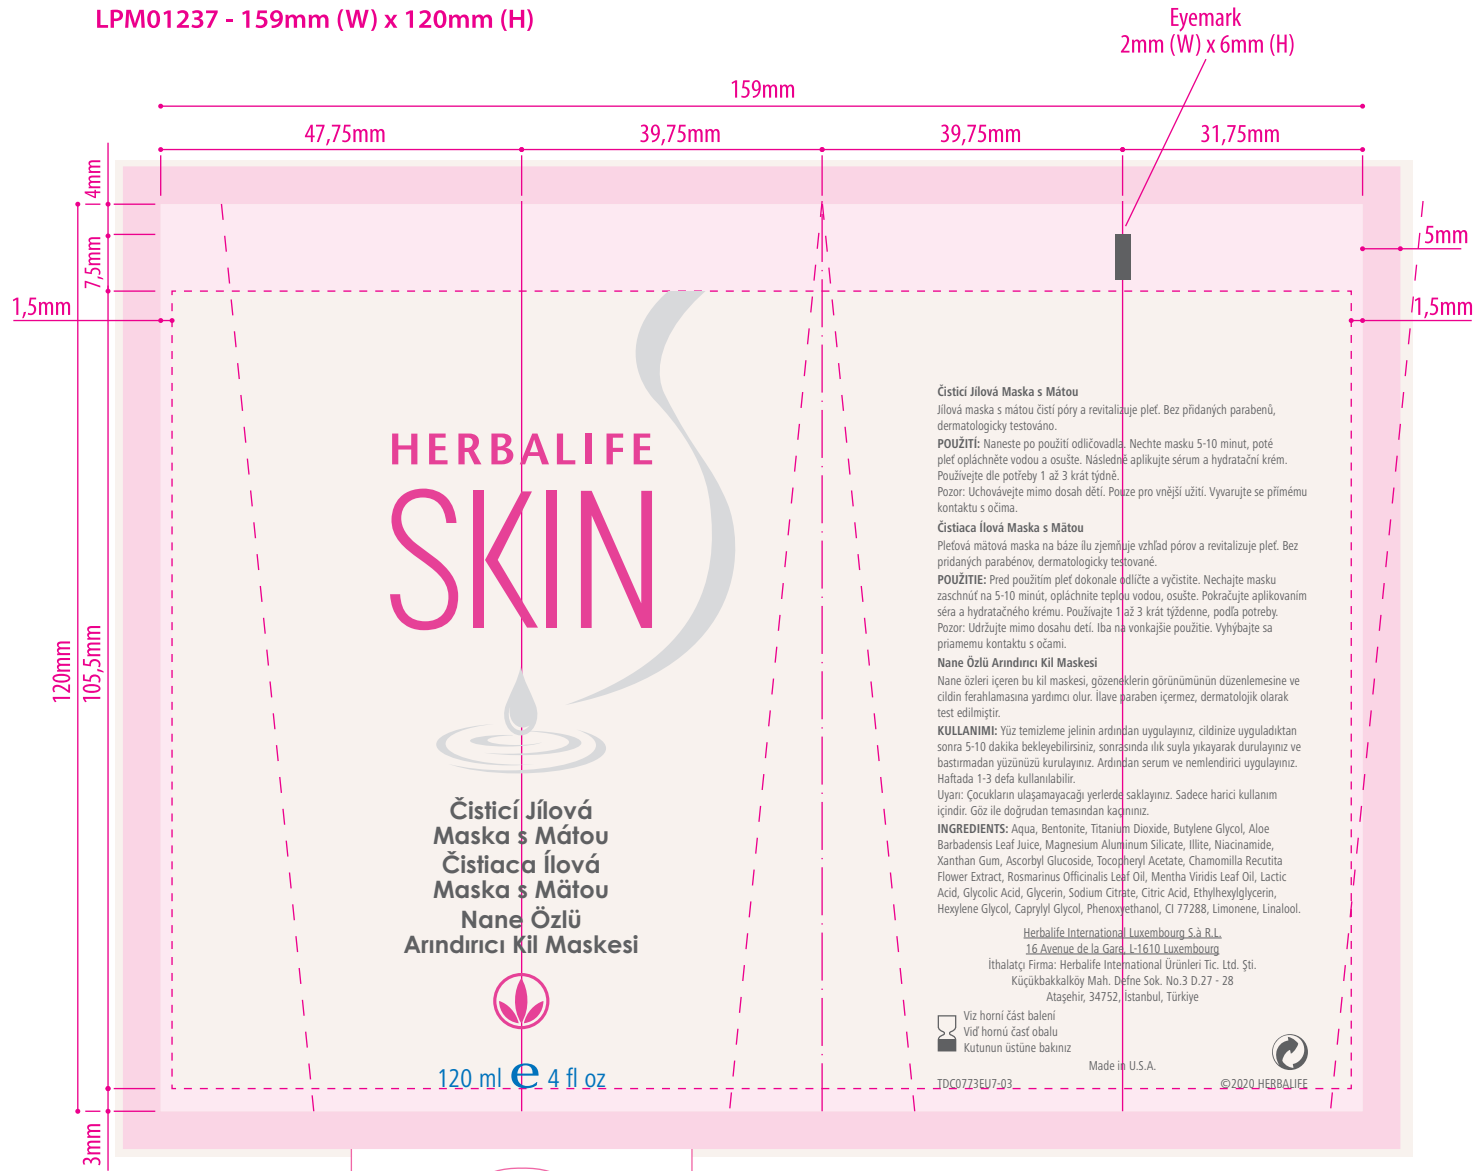 LPM01237 - 159mm (W) x 120mm (H)
Eyemark
2mm (W) x 6mm (H)
159mm
47,75mm
39,75mm
39,75mm
31,75mm
4mm
7,5mm
5mm
1,5mm
1,5mm
120mm
105,5mm
3mm
HERBALIFE
SKIN
Čisticí Jílová
Maska s Mátou
Čistiaca Ílová
Maska s Mätou
Nane Özlü
Arındırıcı Kil Maskesi
120 ml ℮ 4 fl oz
Čisticí Jílová Maska s Mátou
Jílová maska s mátou čistí póry a revitalizuje pleť. Bez přidaných parabenů,
dermatologicky testováno.
POUŽITÍ: Naneste po použití odličovadla. Nechte masku 5-10 minut, poté
pleť opláchněte vodou a osušte. Následně aplikujte sérum a hydratační krém.
Používejte dle potřeby 1 až 3 krát týdně.
Pozor: Uchovávejte mimo dosah dětí. Pouze pro vnější užití. Vyvarujte se přímému
kontaktu s očima.
Čistiaca Ílová Maska s Mätou
Pleťová mätová maska na báze ílu zjemňuje vzhľad pórov a revitalizuje pleť. Bez
pridaných parabénov, dermatologicky testované.
POUŽITIE: Pred použitím pleť dokonale odlíčte a vyčistite. Nechajte masku
zaschnúť na 5-10 minút, opláchnite teplou vodou, osušte. Pokračujte aplikovaním
séra a hydratačného krému. Používajte 1 až 3 krát týždenne, podľa potreby.
Pozor: Udržujte mimo dosahu detí. Iba na vonkajšie použitie. Vyhýbajte sa
priamemu kontaktu s očami.
Nane Özlü Arındırıcı Kil Maskesi
Nane özleri içeren bu kil maskesi, gözeneklerin görünümünün düzenlemesine ve
cildin ferahlamasına yardımcı olur. İlave paraben içermez, dermatolojik olarak
test edilmiştir.
KULLANIMI: Yüz temizleme jelinin ardından uygulayınız, cildinize uyguladıktan
sonra 5-10 dakika bekleyebilirsiniz, sonrasında ılık suyla yıkayarak durulayınız ve
bastırmadan yüzünüzü kurulayınız. Ardından serum ve nemlendirici uygulayınız.
Haftada 1-3 defa kullanılabilir.
Uyarı: Çocukların ulaşamayacağı yerlerde saklayınız. Sadece harici kullanım
içindir. Göz ile doğrudan temasından kaçınınız.
INGREDIENTS: Aqua, Bentonite, Titanium Dioxide, Butylene Glycol, Aloe
Barbadensis Leaf Juice, Magnesium Aluminum Silicate, Illite, Niacinamide,
Xanthan Gum, Ascorbyl Glucoside, Tocopheryl Acetate, Chamomilla Recutita
Flower Extract, Rosmarinus Officinalis Leaf Oil, Mentha Viridis Leaf Oil, Lactic
Acid, Glycolic Acid, Glycerin, Sodium Citrate, Citric Acid, Ethylhexylglycerin,
Hexylene Glycol, Caprylyl Glycol, Phenoxyethanol, CI 77288, Limonene, Linalool.
Herbalife International Luxembourg S.à R.L.
16 Avenue de la Gare, L-1610 Luxembourg
İthalatçı Firma: Herbalife International Ürünleri Tic. Ltd. Şti.
Küçükbakkalköy Mah. Defne Sok. No.3 D.27 - 28
Ataşehir, 34752, İstanbul, Türkiye
Viz horní část balení
Viď hornú časť obalu
Kutunun üstüne bakınız
Made in U.S.A.
TDC0773EU7-03
©2020 HERBALIFE